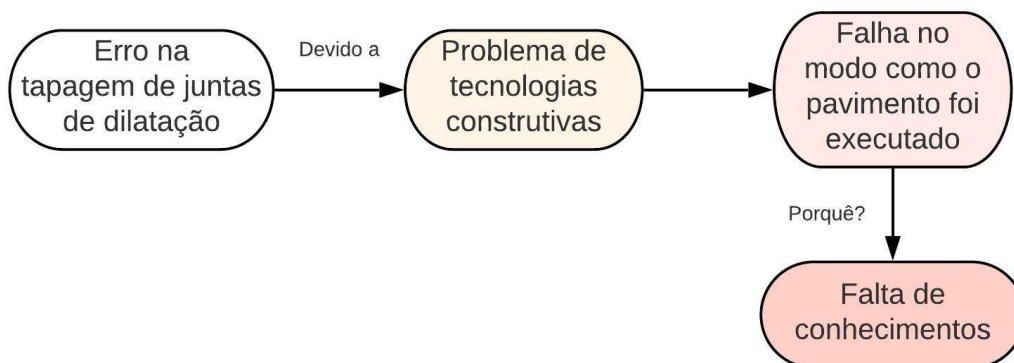 Erro na
tapagem de juntas
de dilatação
Devido a
Problema de
tecnologias
construtivas
Falha no
modo como o
pavimento foi
executado
Porquê?
Falta de
conhecimentos